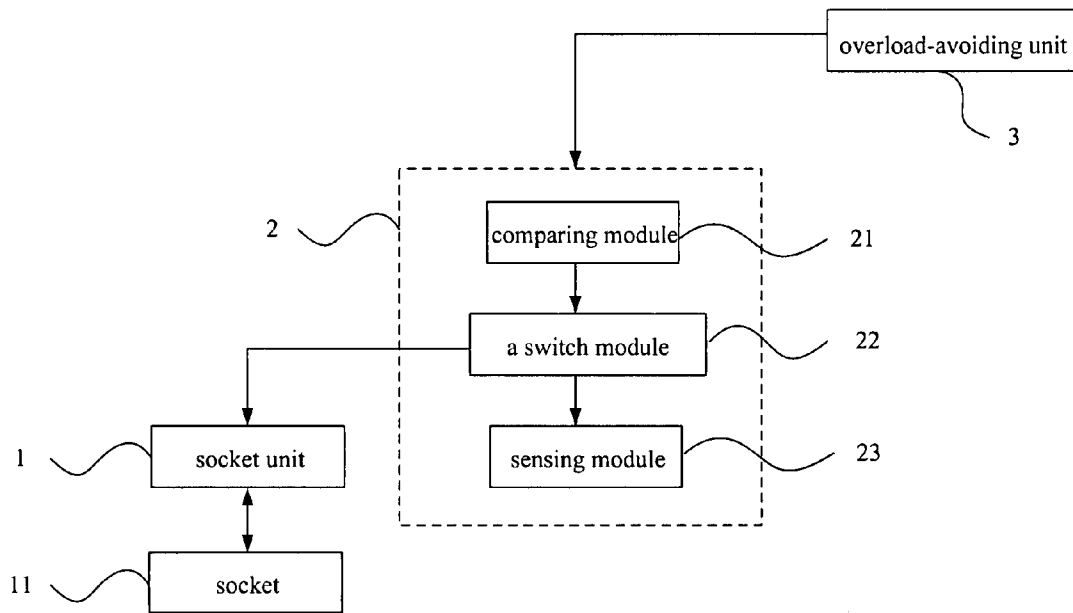 overload-avoiding unit
3
2
comparing module
21
a switch module
22
1
socket unit
sensing module
23
11
socket